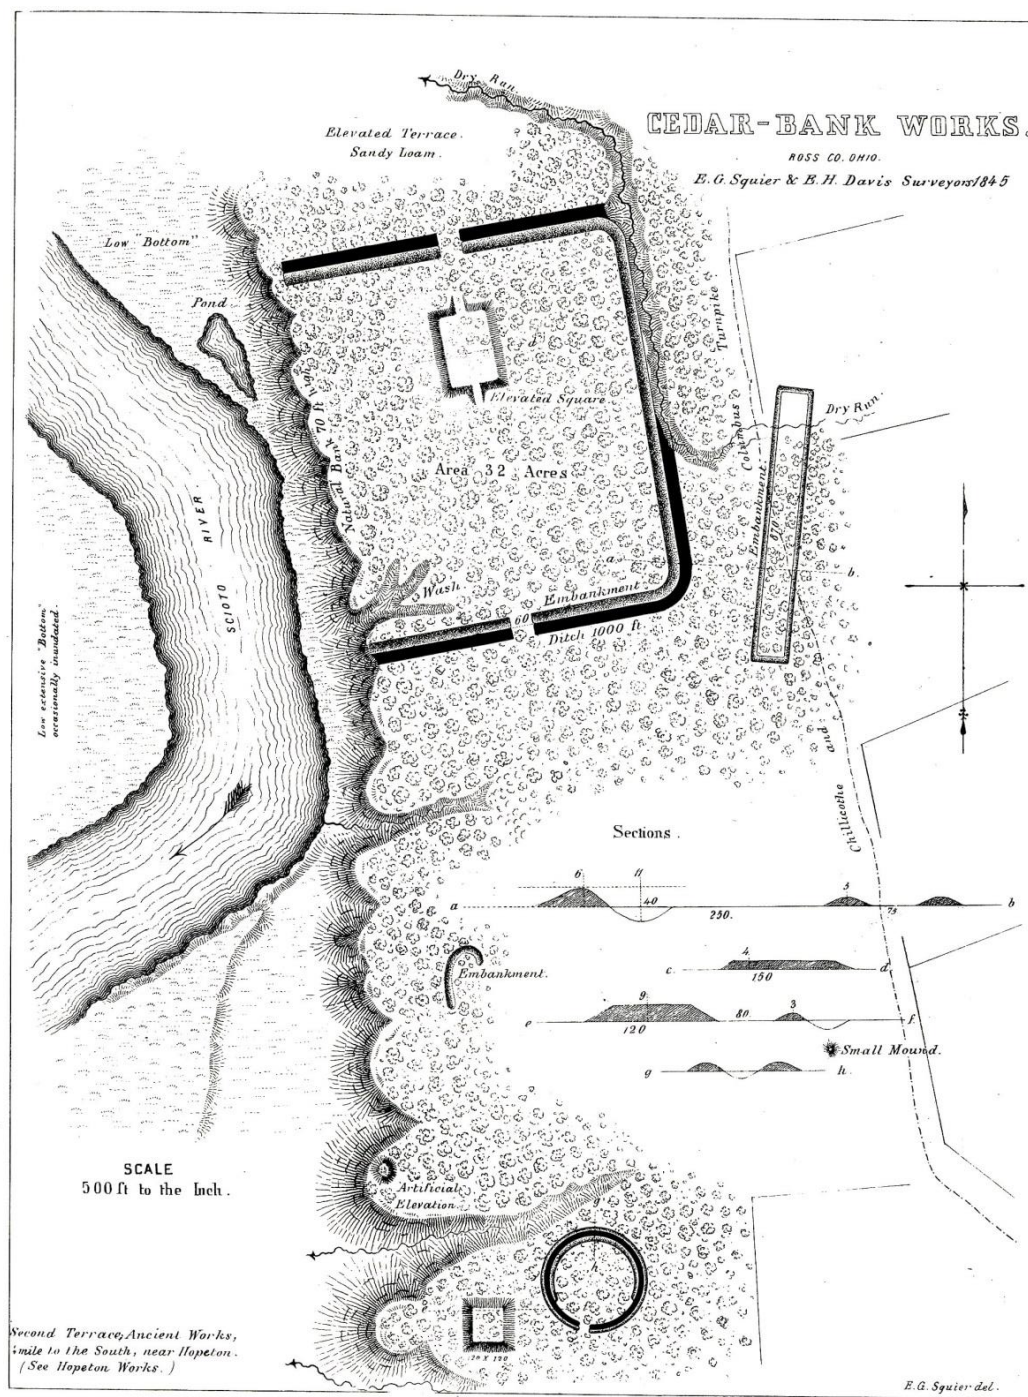 CEDAR-BANK WORKS.
ROSS CO. OHIO.
E.G. Squier & E.H. Davis Surveyors 1845
Dry Run.
Elevated Terrace.
Sandy Loam.
Low "Bottom"
Pond
Natural Bank 70 ft high
d
Elevated Square
Area 32 Acres
Turnpike
Columbus
Dry Run.
Embankment
870
b.
SCIOTO RIVER
Low extensive "Bottom,"
occasionally inundated.
Wash
a
Embankment
60
Ditch 1000 ft
and
Chillicothe
Sections.
6
11
a
40
250.
5
75
b
4
c
150
d
9
e
120
80.
3
f.
Small Mound.
g
h.
Embankment.
SCALE
500 ft to the Inch.
Artificial
Elevation.
g
h
120
Second Terrace, Ancient Works,
mile to the South, near Hopeton.
(See Hopeton Works.)
E.G. Squier del.